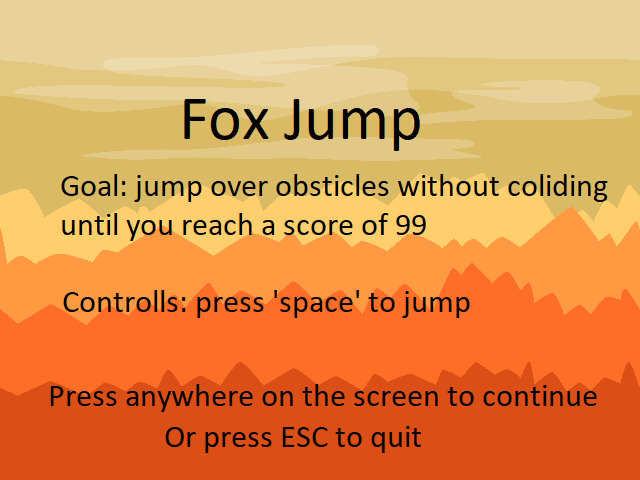 Fox Jump
Goal: jump over obsticles without coliding
until you reach a score of 99
Controlls: press 'space' to jump
Press anywhere on the screen to continue
Or press ESC to quit